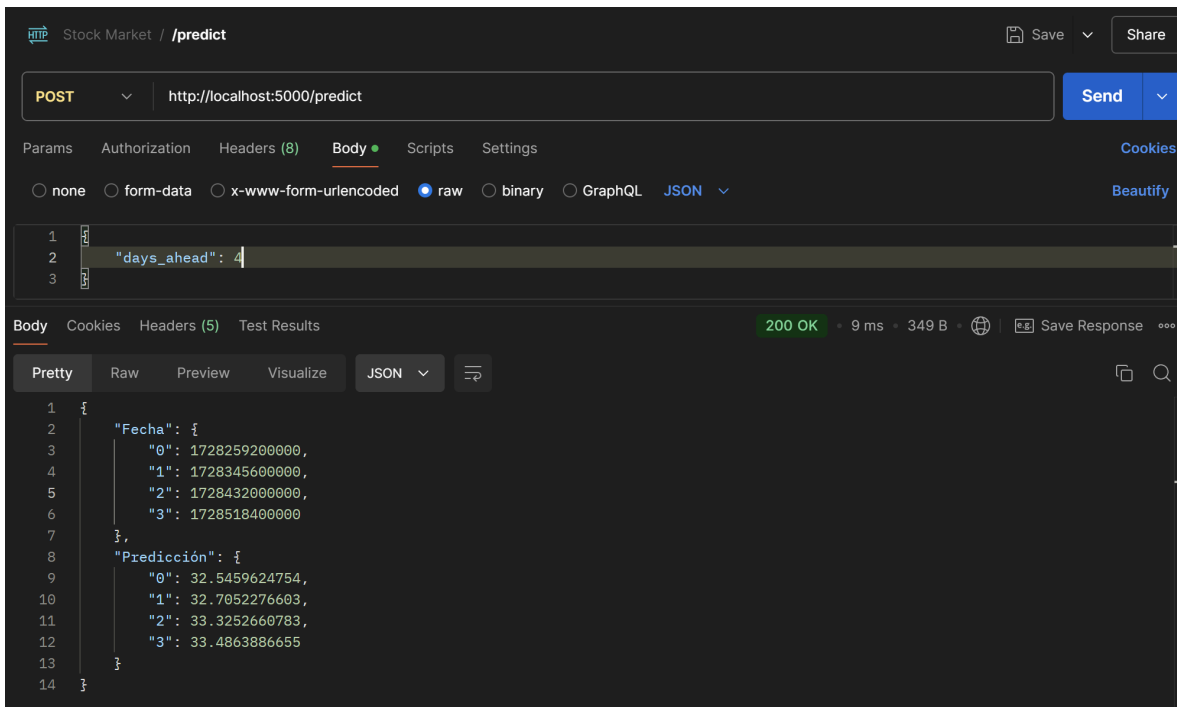 HTTP Stock Market / /predict Save Share
POST http://localhost:5000/predict Send
Params Authorization Headers (8) Body Scripts Settings Cookies
none form-data x-www-form-urlencoded raw binary GraphQL JSON Beautify
1 {
2 "days_ahead": 4
3 }
Body Cookies Headers (5) Test Results 200 OK 9 ms 349 B e.g. Save Response
Pretty Raw Preview Visualize JSON
1 {
2 "Fecha": {
3 "0": 1728259200000,
4 "1": 1728345600000,
5 "2": 1728432000000,
6 "3": 1728518400000
7 },
8 "Predicción": {
9 "0": 32.5459624754,
10 "1": 32.7052276603,
11 "2": 33.3252660783,
12 "3": 33.4863886655
13 }
14 }